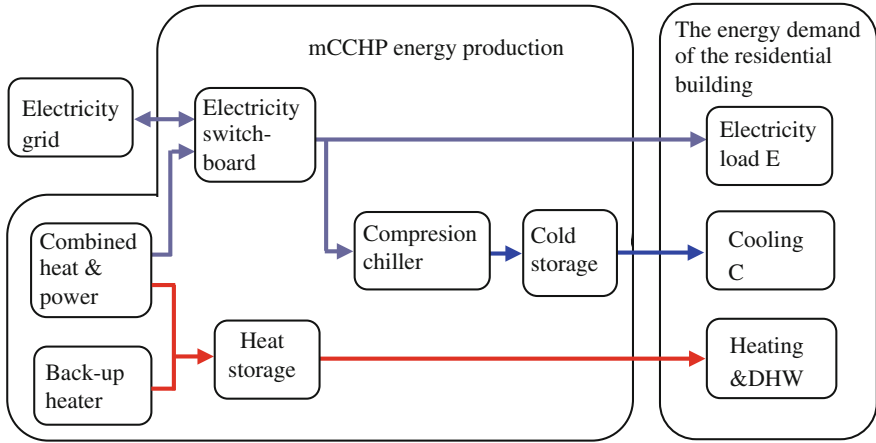 mCCHP energy production
The energy demand
of the residential
building
Electricity
grid
Electricity
switch-
board
Electricity
load E
Combined
heat &
power
Compresion
chiller
Cold
storage
Cooling
C
Heat
storage
Back-up
heater
Heating
&DHW